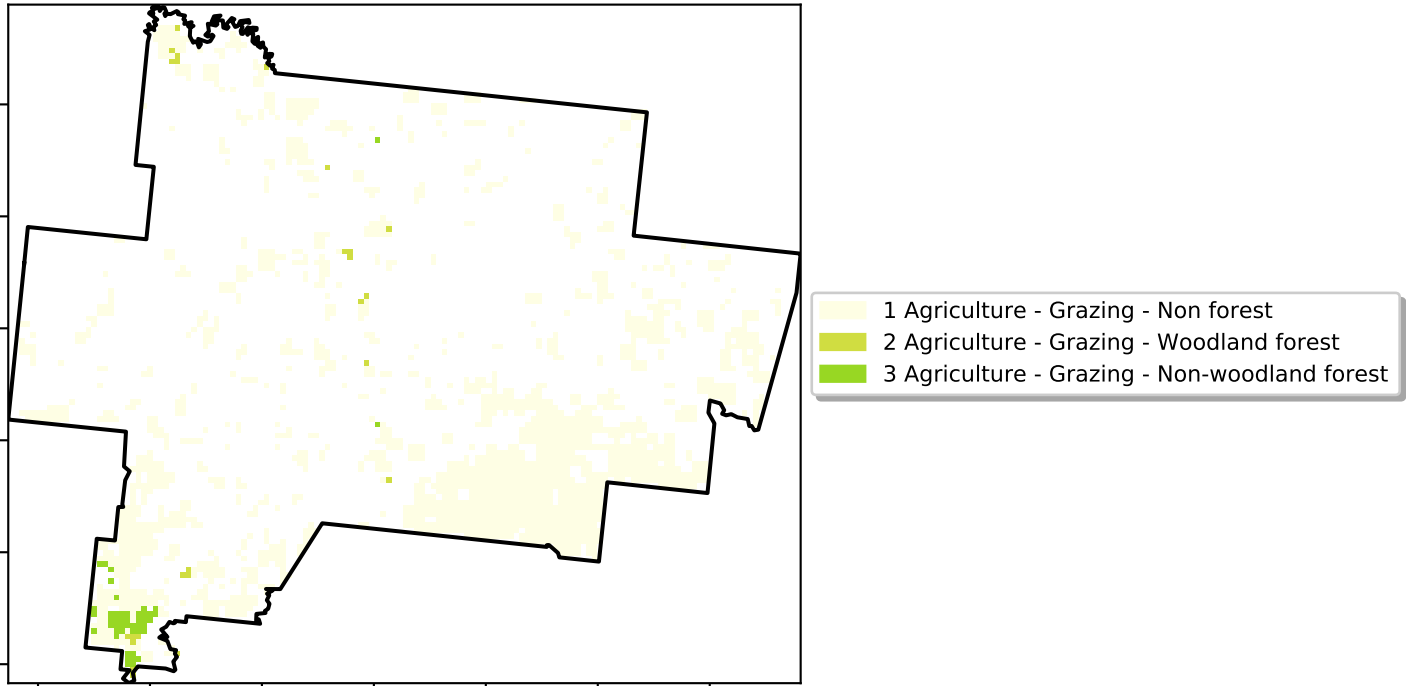 1 Agriculture - Grazing - Non forest
2 Agriculture - Grazing - Woodland forest
3 Agriculture - Grazing - Non-woodland forest